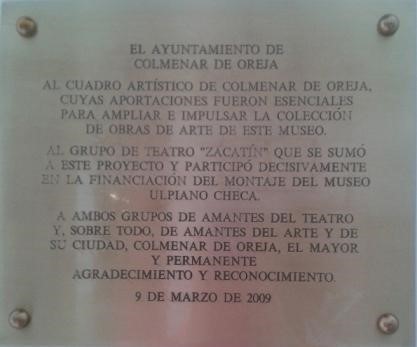 EL AYUNTAMIENTO DE
COLMENAR DE OREJA
AL CUADRO ARTÍSTICO DE COLMENAR DE OREJA,
CUYAS APORTACIONES FUERON ESENCIALES
PARA AMPLIAR E IMPULSAR LA COLECCIÓN
DE OBRAS DE ARTE DE ESTE MUSEO.
AL GRUPO DE TEATRO "ZACATÍN" QUE SE SUMÓ
A ESTE PROYECTO Y PARTICIPÓ DECISIVAMENTE
EN LA FINANCIACIÓN DEL MONTAJE DEL MUSEO
ULPIANO CHECA.
A AMBOS GRUPOS DE AMANTES DEL TEATRO
Y, SOBRE TODO, DE AMANTES DEL ARTE Y DE
SU CIUDAD, COLMENAR DE OREJA, EL MAYOR
Y PERMANENTE
AGRADECIMIENTO Y RECONOCIMIENTO.
9 DE MARZO DE 2009